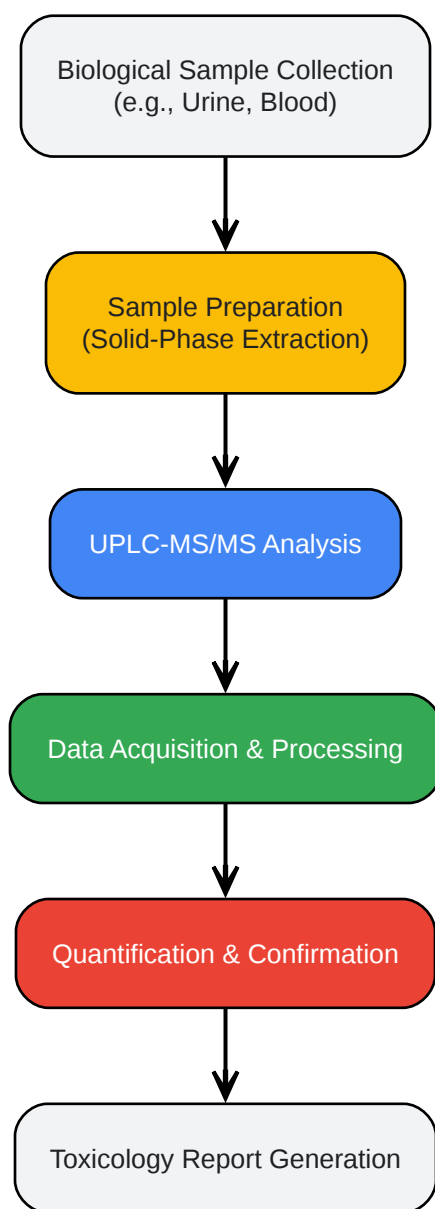 Biological Sample Collection
(e.g., Urine, Blood)
Sample Preparation
(Solid-Phase Extraction)
UPLC-MS/MS Analysis
Data Acquisition & Processing
Quantification & Confirmation
Toxicology Report Generation